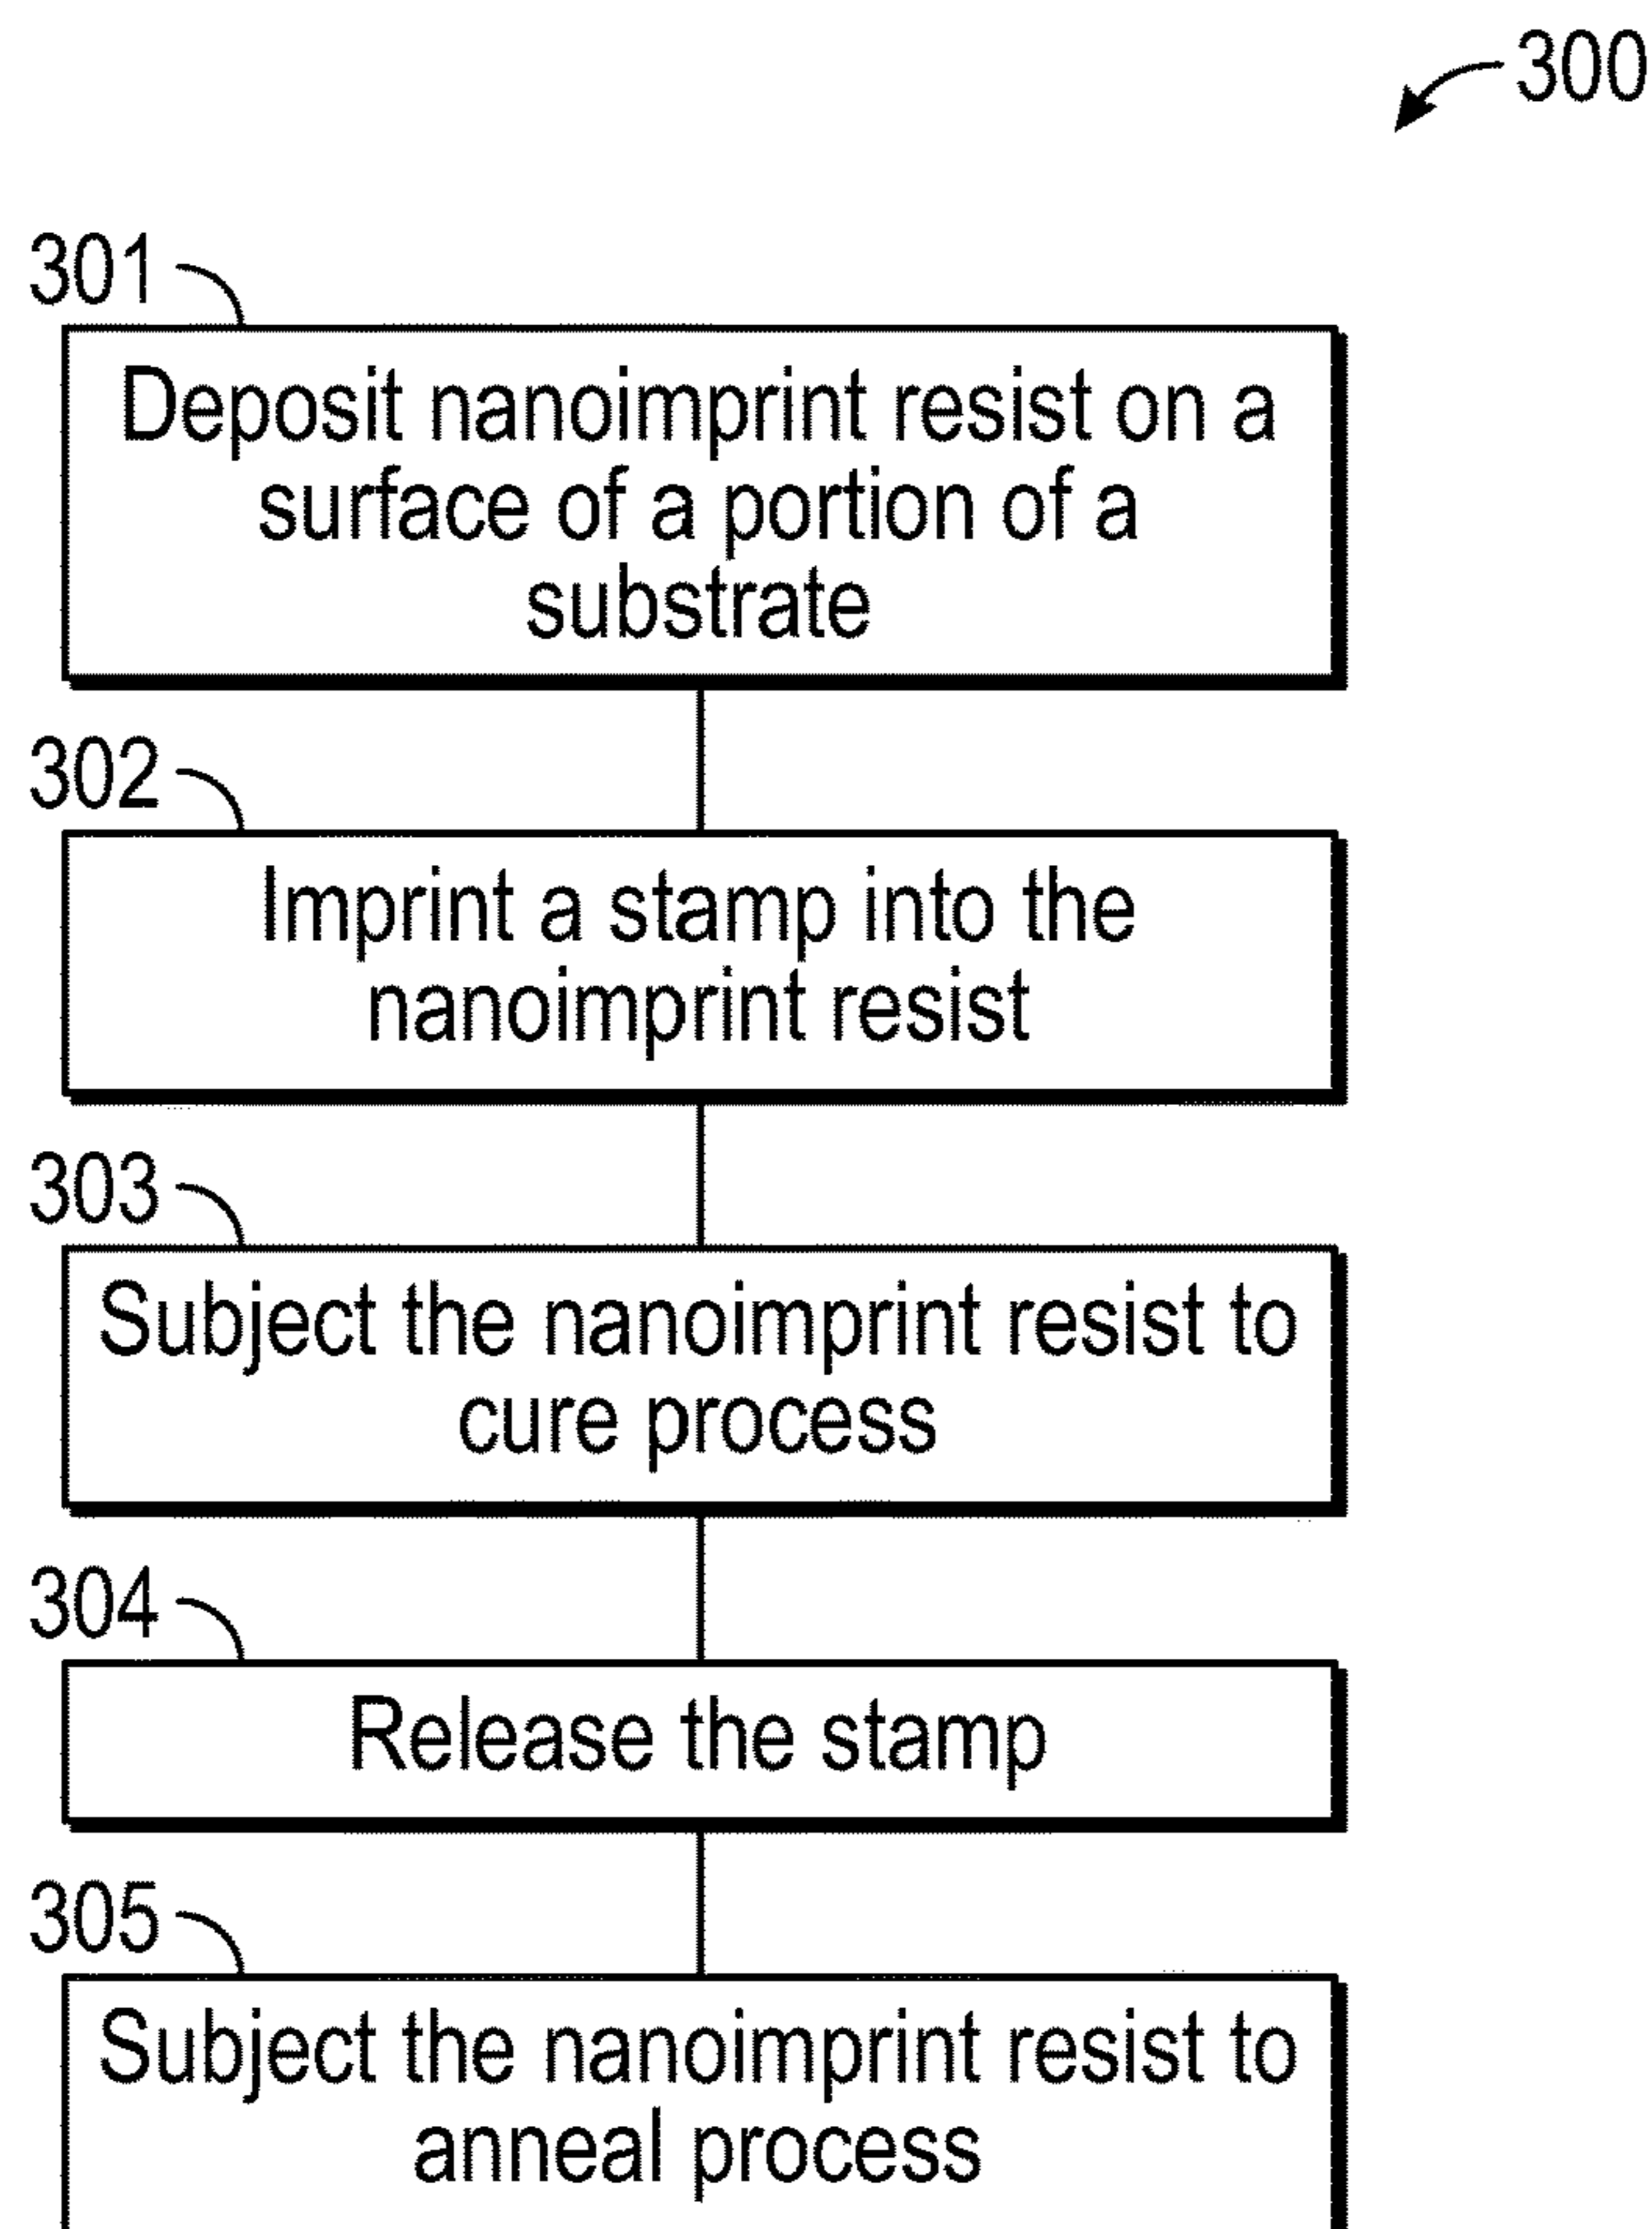 300
301
Deposit nanoimprint resist on a
surface of a portion of a
substrate
302
Imprint a stamp into the
nanoimprint resist
303
Subject the nanoimprint resist to
cure process
304
Release the stamp
305
Subject the nanoimprint resist to
anneal process